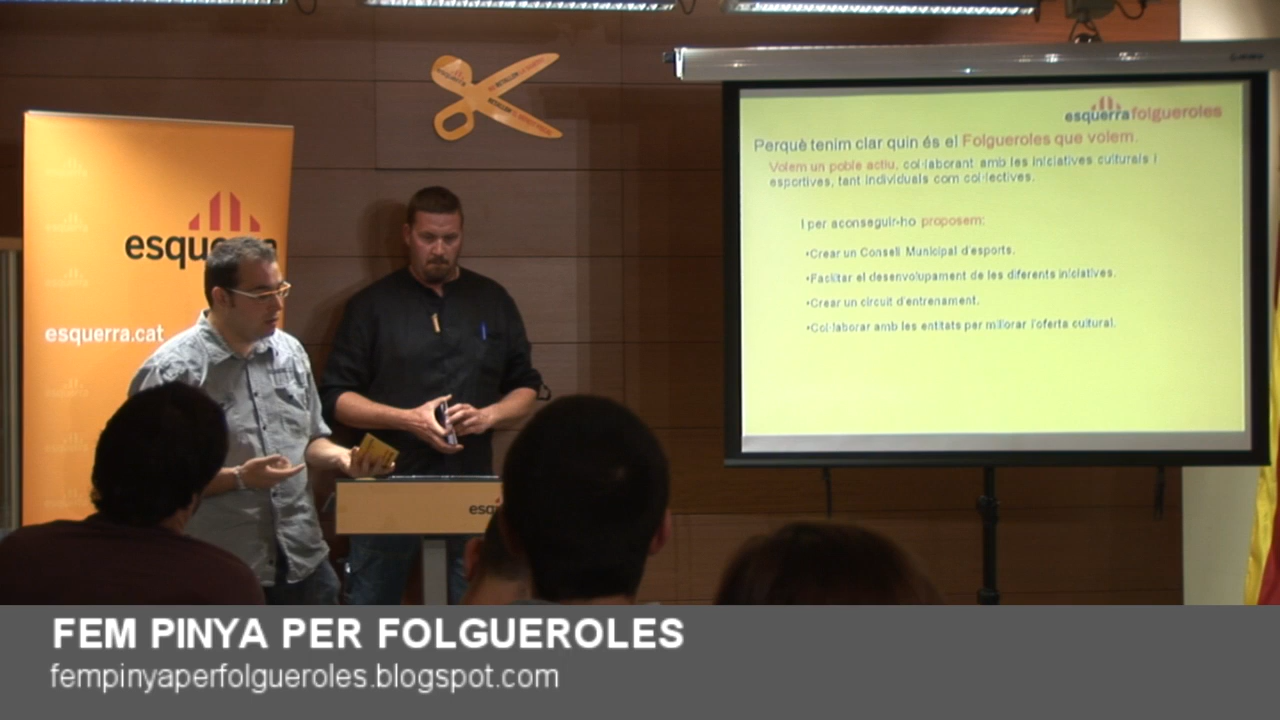 esquerra
esquerra.cat
esquerrafolgueroles
Perquè tenim clar quin és el Folgueroles que volem.
Volem un poble actiu, col·laborant amb les iniciatives culturals i
esportives, tant individuals com col·lectives.
I per aconseguir-ho proposem:
•Crear un Consell Municipal d'esports.
•Facilitar el desenvolupament de les diferents iniciatives.
•Crear un circuit d'entrenament.
•Col·laborar amb les entitats per millorar l'oferta cultural.
FEM PINYA PER FOLGUEROLES
fempinyaperfolgueroles.blogspot.com